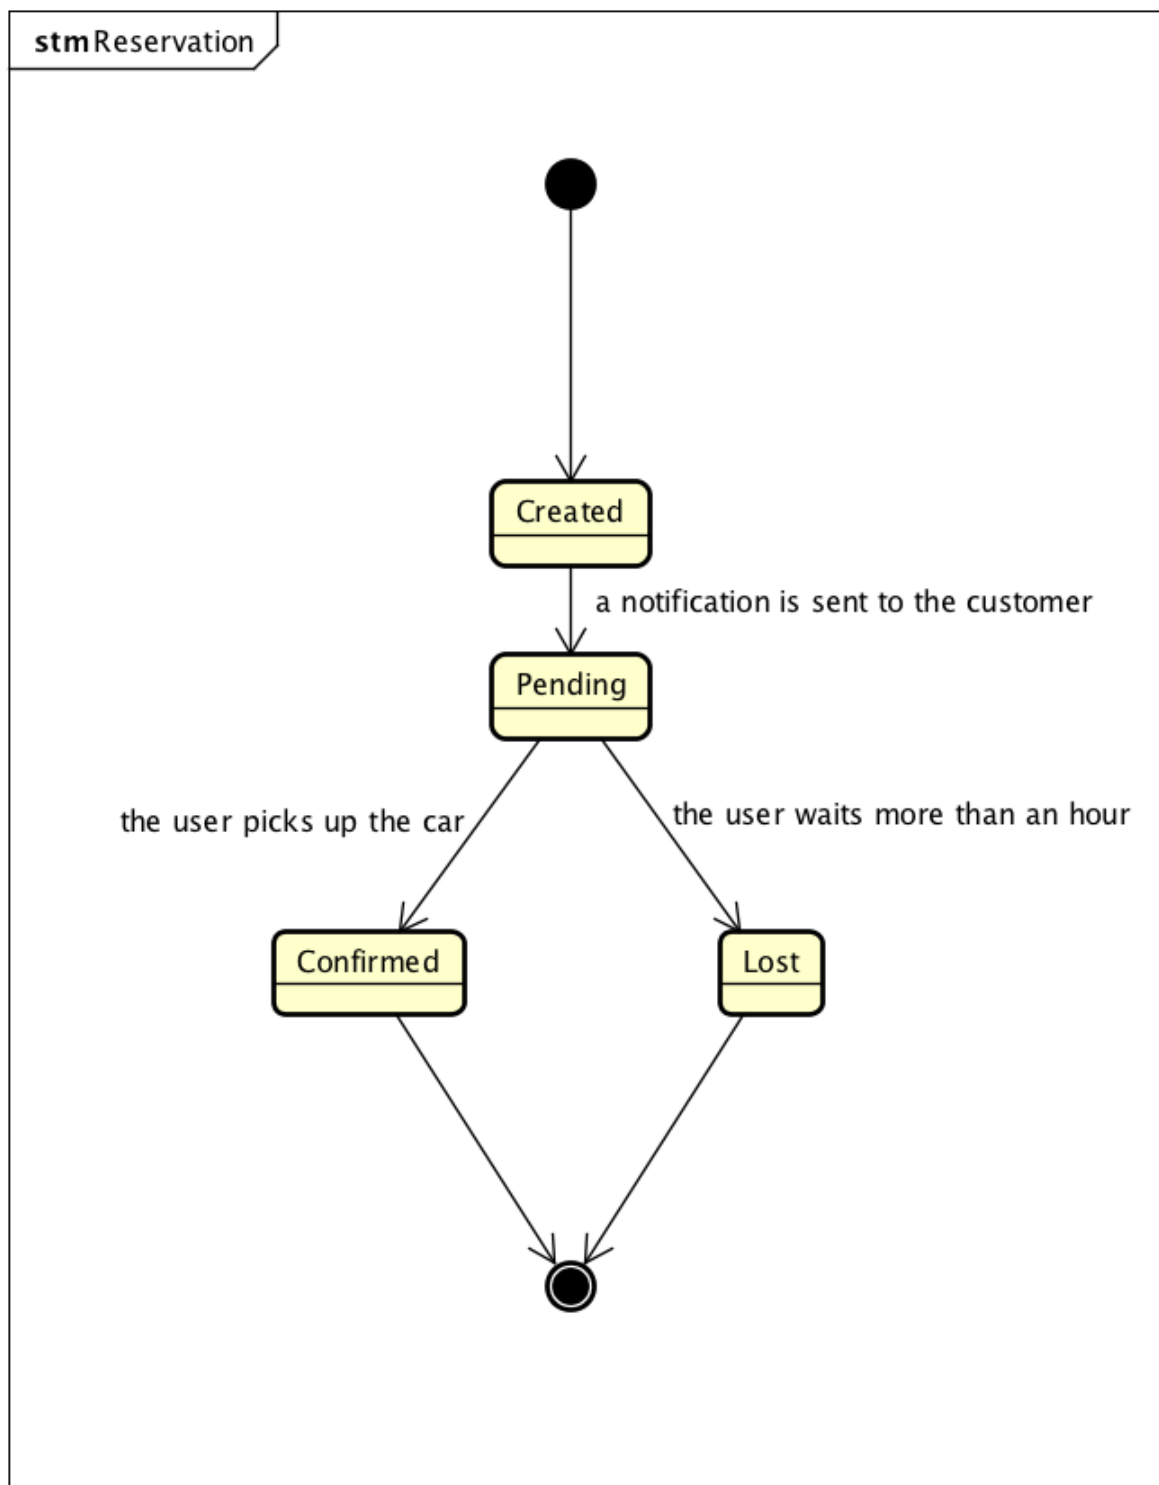 stm Reservation
Created
a notification is sent to the customer
Pending
the user picks up the car
the user waits more than an hour
Confirmed
Lost